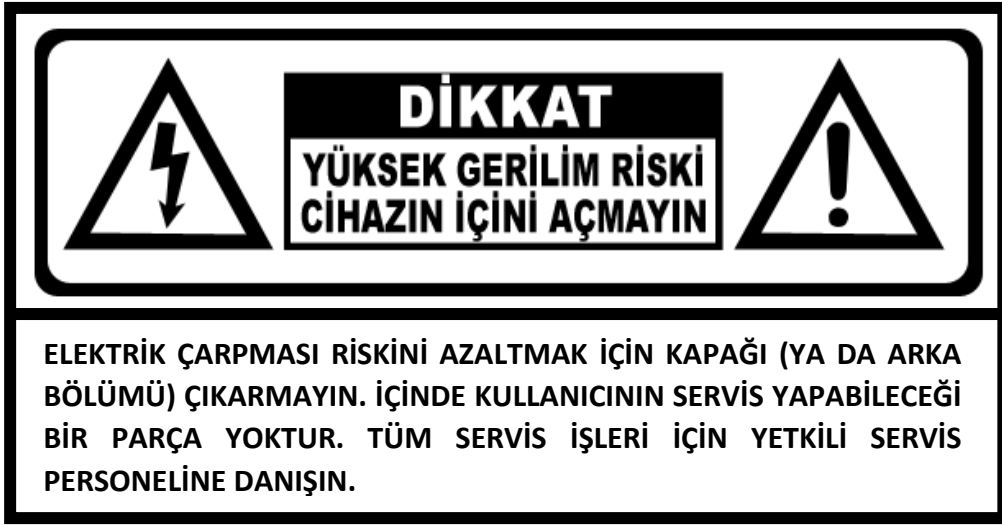 DİKKAT
YÜKSEK GERİLİM RİSKİ
CİHAZIN İÇİNİ AÇMAYIN
ELEKTRİK ÇARPMASI RİSKİNİ AZALTMAK İÇİN KAPAĞI (YA DA ARKA
BÖLÜMÜ) ÇIKARMAYIN. İÇİNDE KULLANICININ SERVİS YAPABİLECEĞİ
BİR PARÇA YOKTUR. TÜM SERVİS İŞLERİ İÇİN YETKİLİ SERVİS
PERSONELİNE DANIŞIN.